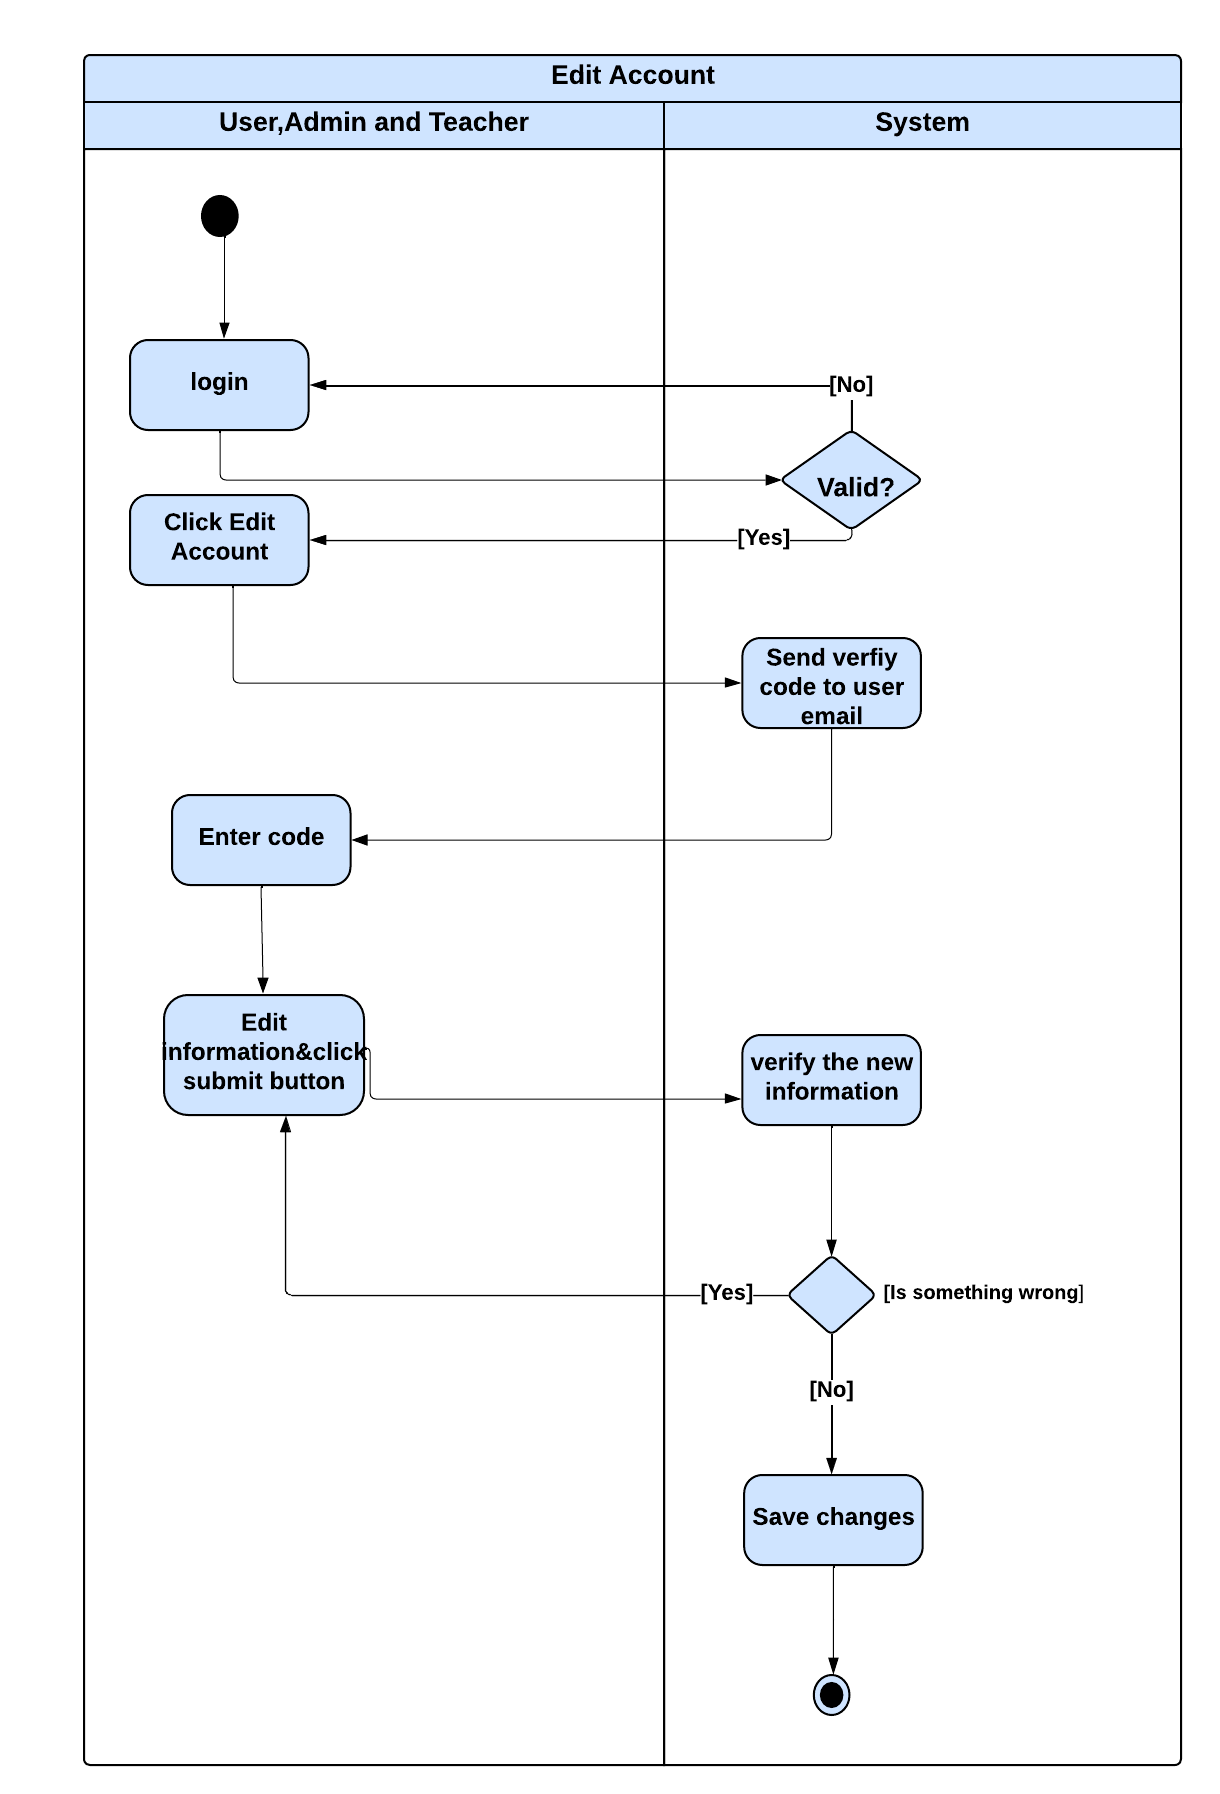 Edit Account
User,Admin and Teacher
System
login
[No]
Valid?
Click Edit
Account
[Yes]
Send verfiy
code to user
email
Enter code
Edit
information&click
submit button
verify the new
information
[Yes]
[Is something wrong]
[No]
Save changes